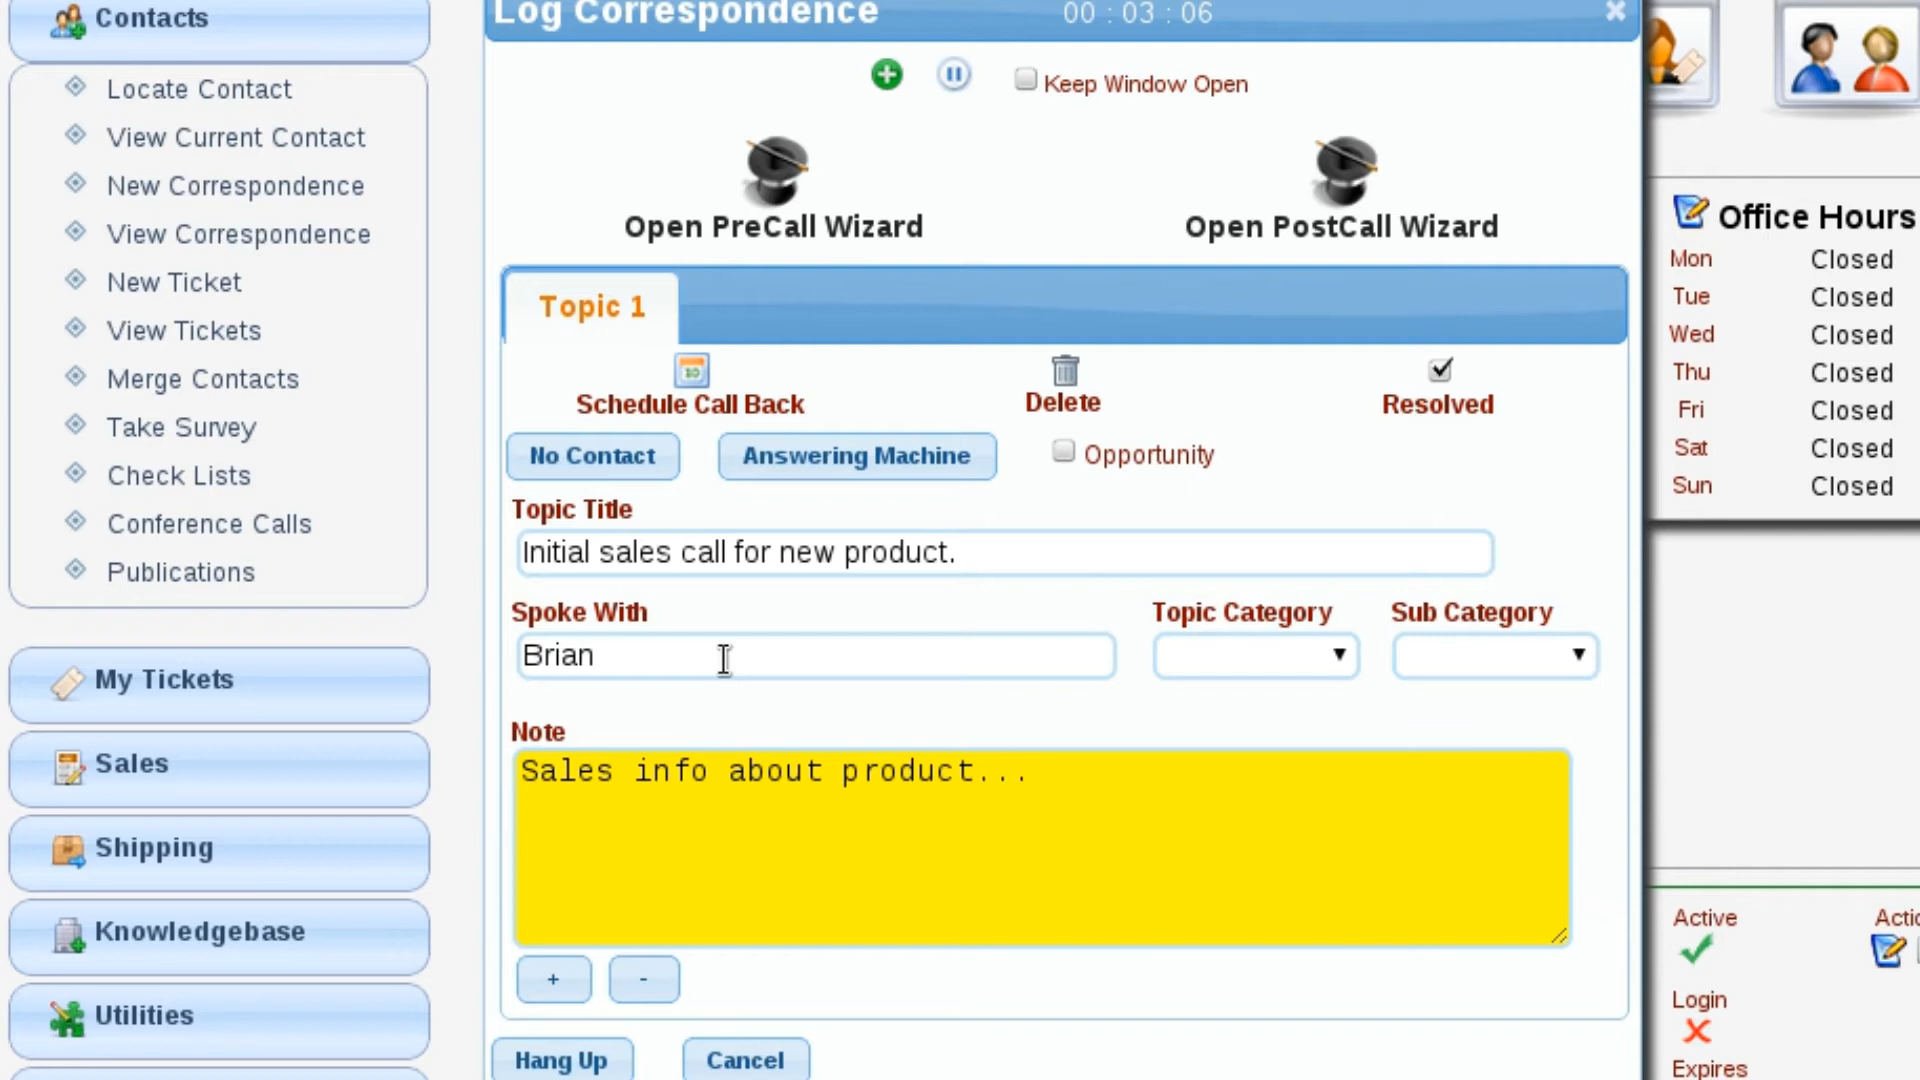 Contacts
Locate Contact
View Current Contact
New Correspondence
View Correspondence
New Ticket
View Tickets
Merge Contacts
Take Survey
Check Lists
Conference Calls
Publications
My Tickets
Sales
Shipping
Knowledgebase
Utilities
Log Correspondence 00 : 03 : 06
Keep Window Open
Open PreCall Wizard Open PostCall Wizard
Topic 1
Schedule Call Back Delete Resolved
No Contact Answering Machine Opportunity
Topic Title
Initial sales call for new product.
Spoke With Topic Category Sub Category
Brian
Note
Sales info about product...
+ -
Hang Up Cancel
Office Hours
Mon Closed
Tue Closed
Wed Closed
Thu Closed
Fri Closed
Sat Closed
Sun Closed
Active
Login
Expires